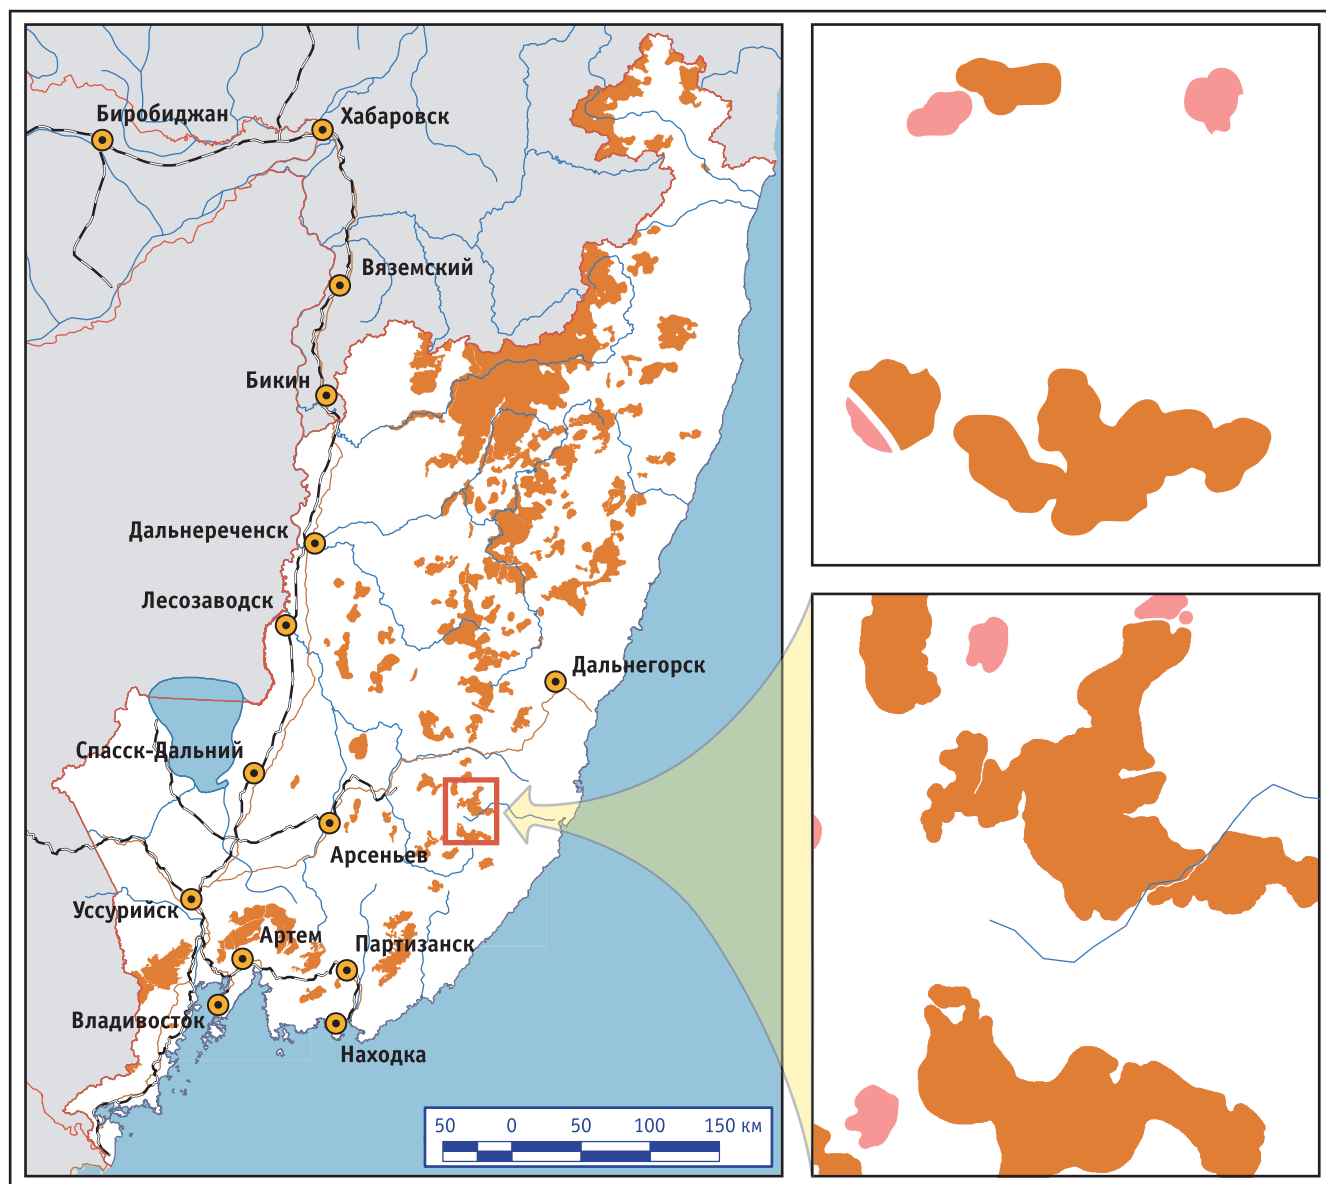 Биробиджан
Хабаровск
Вяземский
Бикин
Дальнереченск
Лесозаводск
Дальнегорск
Спасск-Дальний
Арсеньев
Уссурийск
Артем
Партизанск
Владивосток
Находка
50 0 50 100 150 км